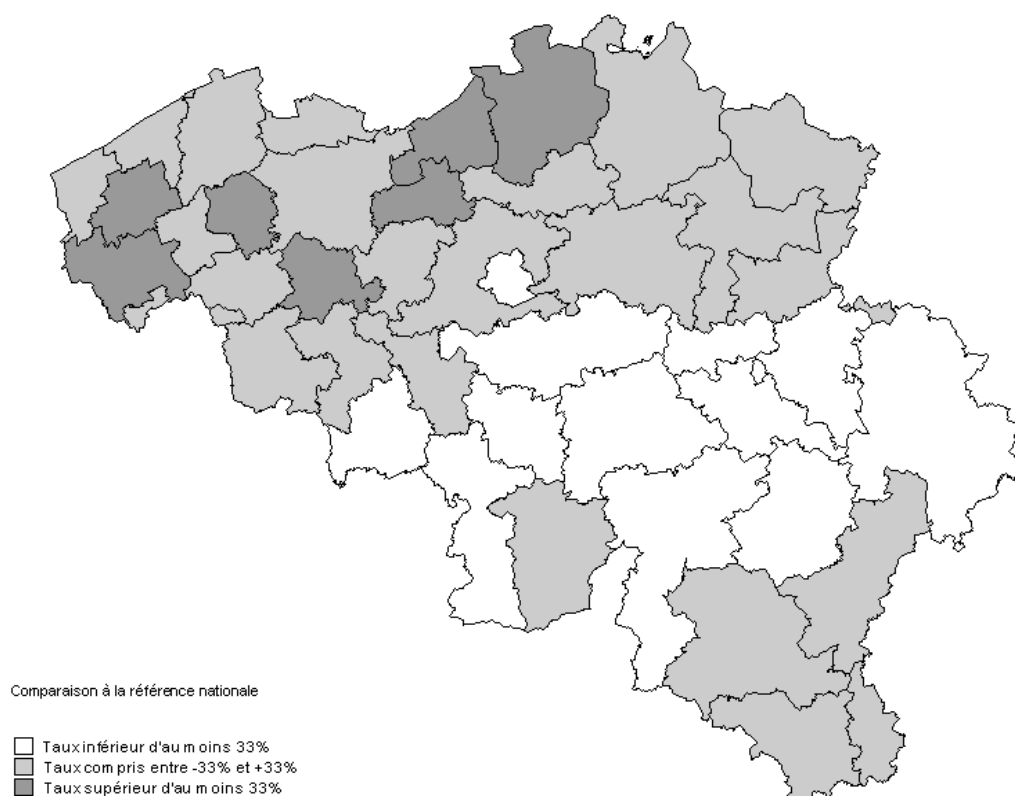 Comparaison à la référence nationale
Taux inférieur d'au moins 33%
Taux compris entre -33% et +33%
Taux supérieur d'au moins 33%